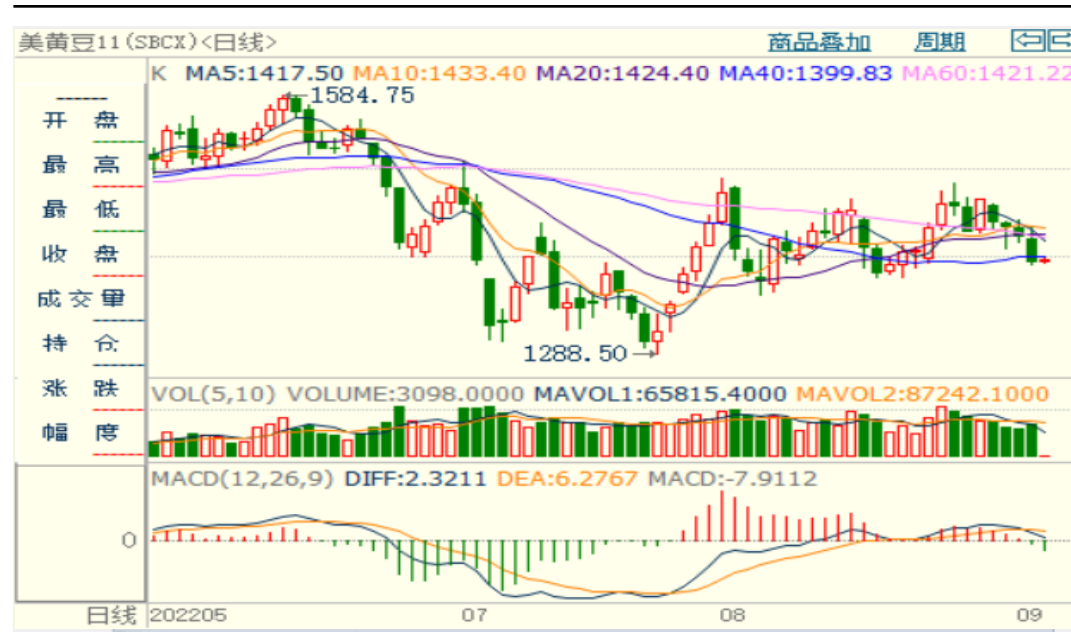 美黄豆11(SBCX)<日线> 商品叠加 周期
K MA5:1417.50 MA10:1433.40 MA20:1424.40 MA40:1399.83 MA60:1421.22
1584.75
开 盘
最 高
最 低
收 盘
成交量
持 仓
1288.50
涨 跌
VOL(5,10) VOLUME:3098.0000 MAVOL1:65815.4000 MAVOL2:87242.1000
幅 度
MACD(12,26,9) DIFF:2.3211 DEA:6.2767 MACD:-7.9112
0
日线 202205 07 08 09